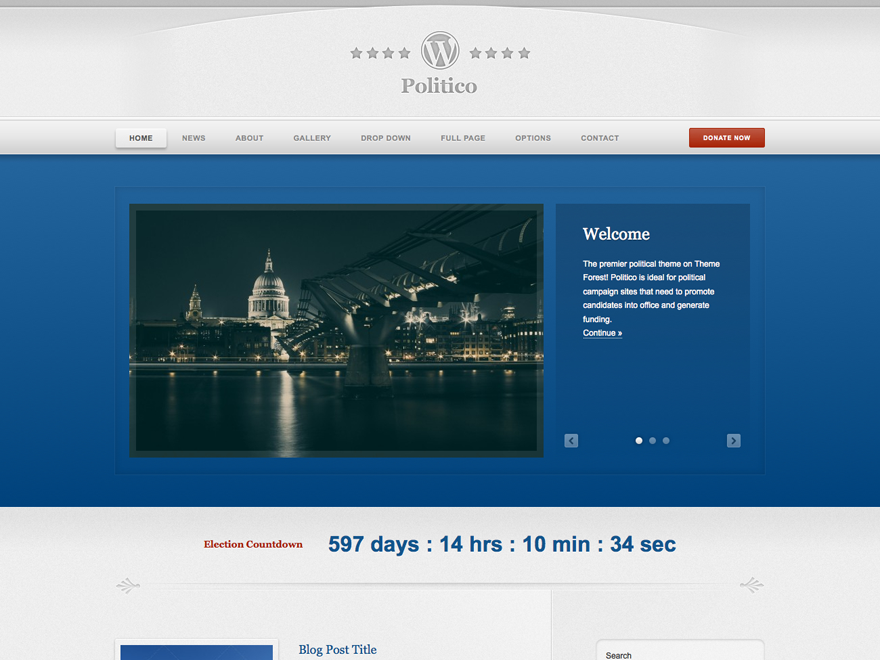 Politico
HOME NEWS ABOUT GALLERY DROP DOWN FULL PAGE OPTIONS CONTACT DONATE NOW
Welcome
The premier political theme on Theme
Forest! Politico is ideal for political
campaign sites that need to promote
candidates into office and generate
funding.
Continue »
Election Countdown 597 days : 14 hrs : 10 min : 34 sec
Blog Post Title
Search